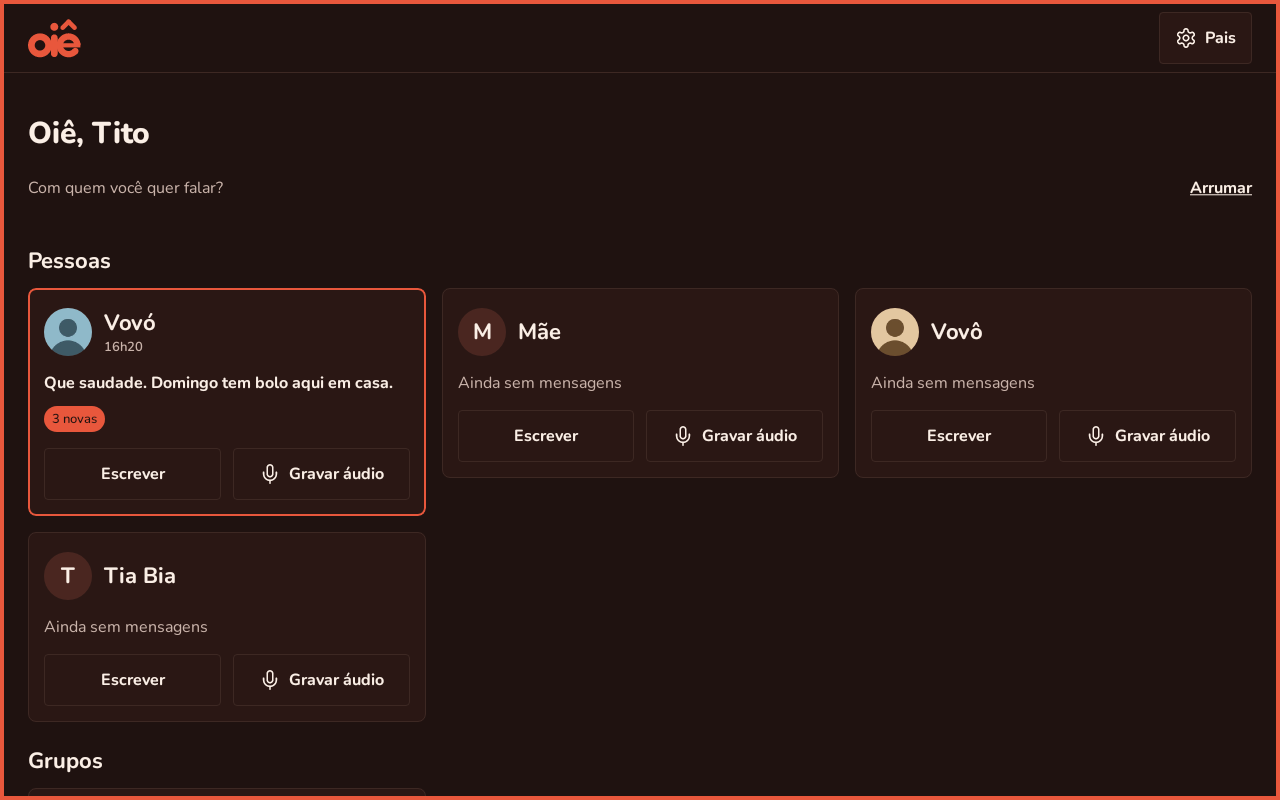 oiê
Pais
Oiê, Tito
Com quem você quer falar?
Arrumar
Pessoas
Vovó
16h20
Que saudade. Domingo tem bolo aqui em casa.
3 novas
Escrever
Gravar áudio
M
Mãe
Ainda sem mensagens
Escrever
Gravar áudio
Vovô
Ainda sem mensagens
Escrever
Gravar áudio
T
Tia Bia
Ainda sem mensagens
Escrever
Gravar áudio
Grupos